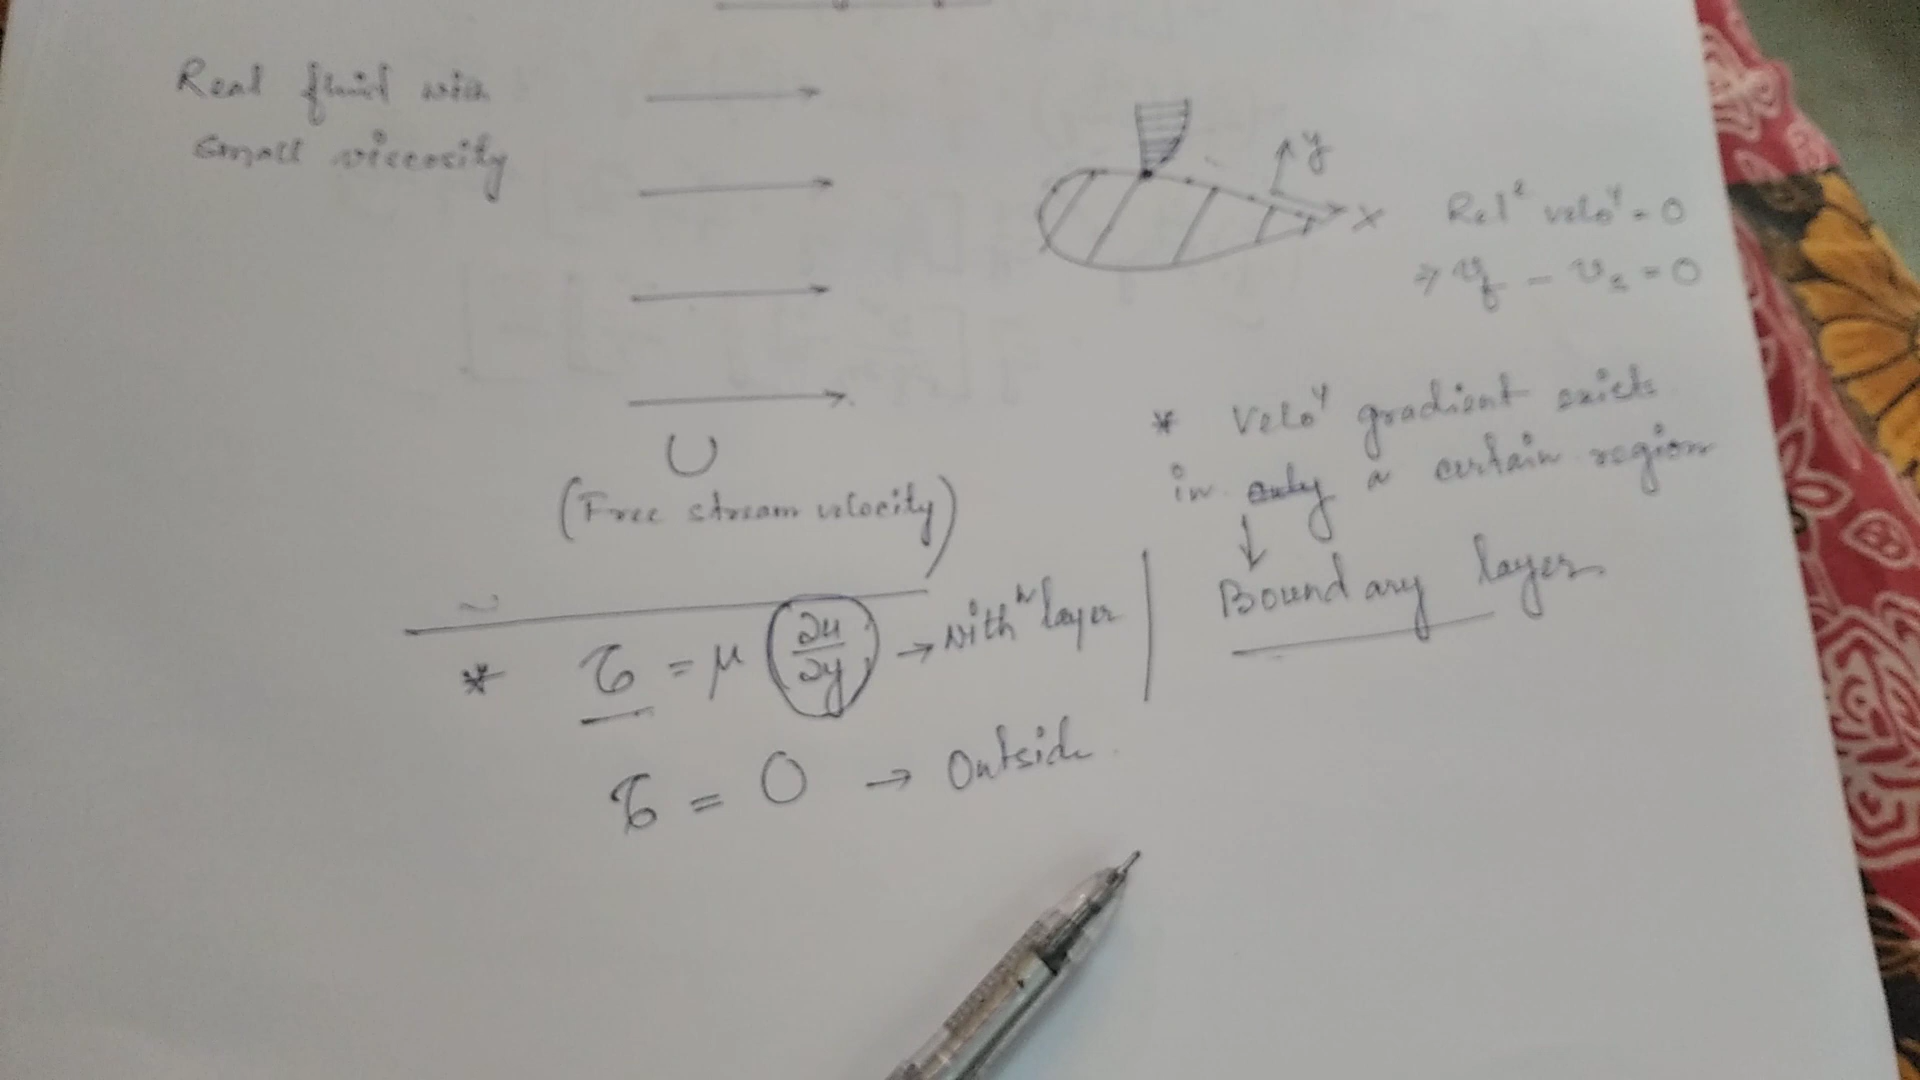 Real fluid with
small viscosity
y
x
Rel² veloʸ = 0
⇒ v_f - v_s = 0
U
(Free stream velocity)
* Veloʸ gradient exists
in only a certain region
↓
Boundary layer
* τ = μ (∂u/∂y) → withⁿ layer
τ = 0 → Outside